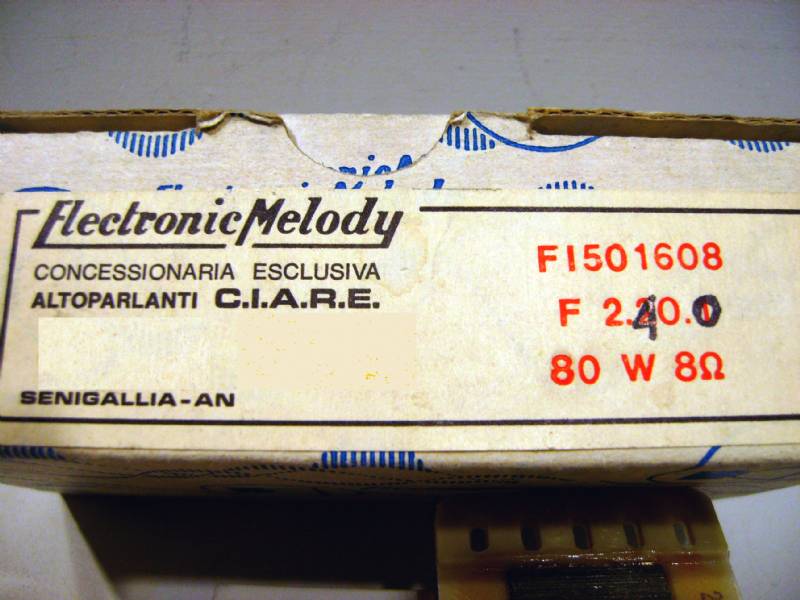 Electronic Melody
CONCESSIONARIA ESCLUSIVA
ALTOPARLANTI C.I.A.R.E.
SENIGALLIA-AN
FI501608
F 2.40.0
80 W 8Ω